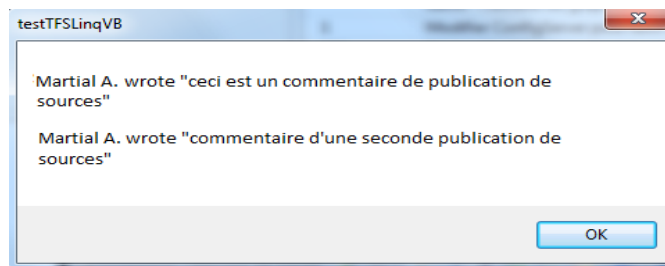 testTFSLinqVB
Martial A. wrote "ceci est un commentaire de publication de
sources"
Martial A. wrote "commentaire d'une seconde publication de
sources"
OK